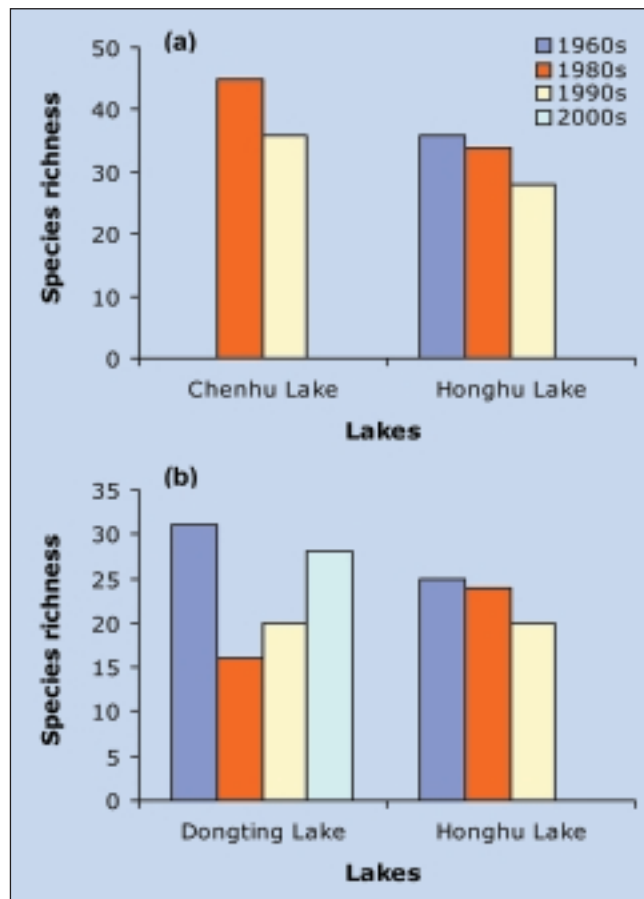 (a)
1960s
1980s
1990s
2000s
Species richness
50
40
30
20
10
0
Chenhu Lake Honghu Lake
Lakes
(b)
Species richness
35
30
25
20
15
10
5
0
Dongting Lake Honghu Lake
Lakes